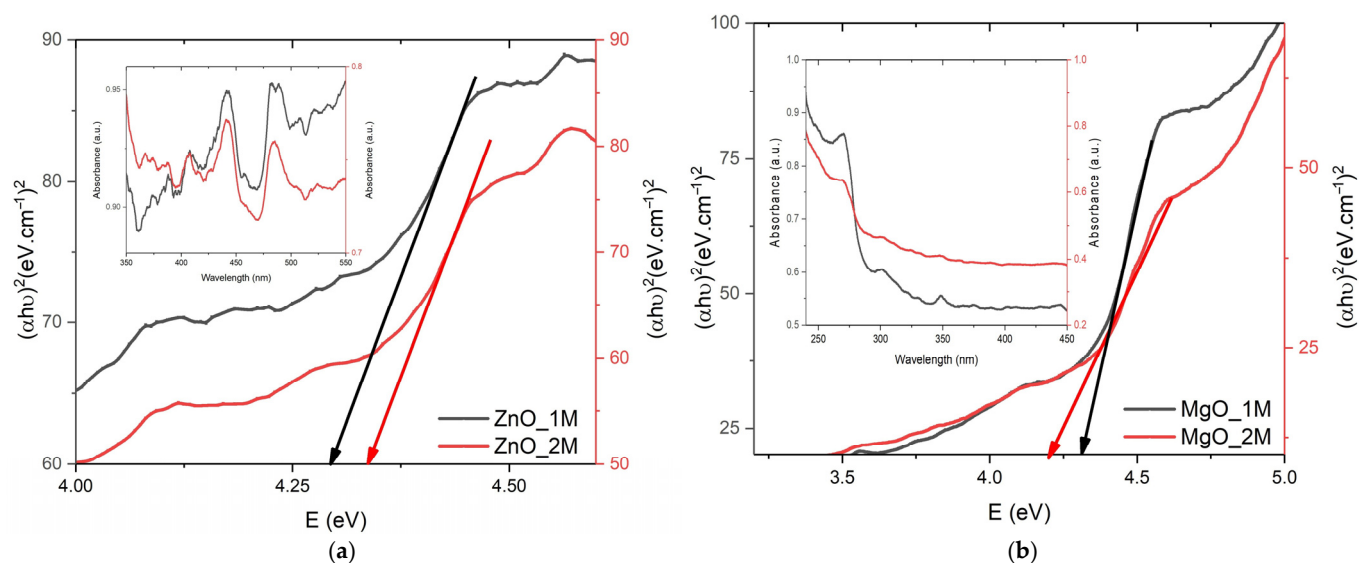 90
80
70
60
(αhυ)²(eV.cm⁻¹)²
4.00
4.25
4.50
E (eV)
90
80
70
60
50
(αhυ)²(eV.cm⁻¹)²
ZnO_1M
ZnO_2M
0.95
0.90
Absorbance (a.u.)
350
400
450
500
550
Wavelength (nm)
0.8
0.7
Absorbance (a.u.)
(a)
100
75
50
25
(αhυ)²(eV.cm⁻¹)²
3.5
4.0
4.5
5.0
E (eV)
50
25
(αhυ)²(eV.cm⁻¹)²
MgO_1M
MgO_2M
1.0
0.9
0.8
0.7
0.6
0.5
Absorbance (a.u.)
250
300
350
400
450
Wavelength (nm)
1.0
0.8
0.6
0.4
0.2
Absorbance (a.u.)
(b)